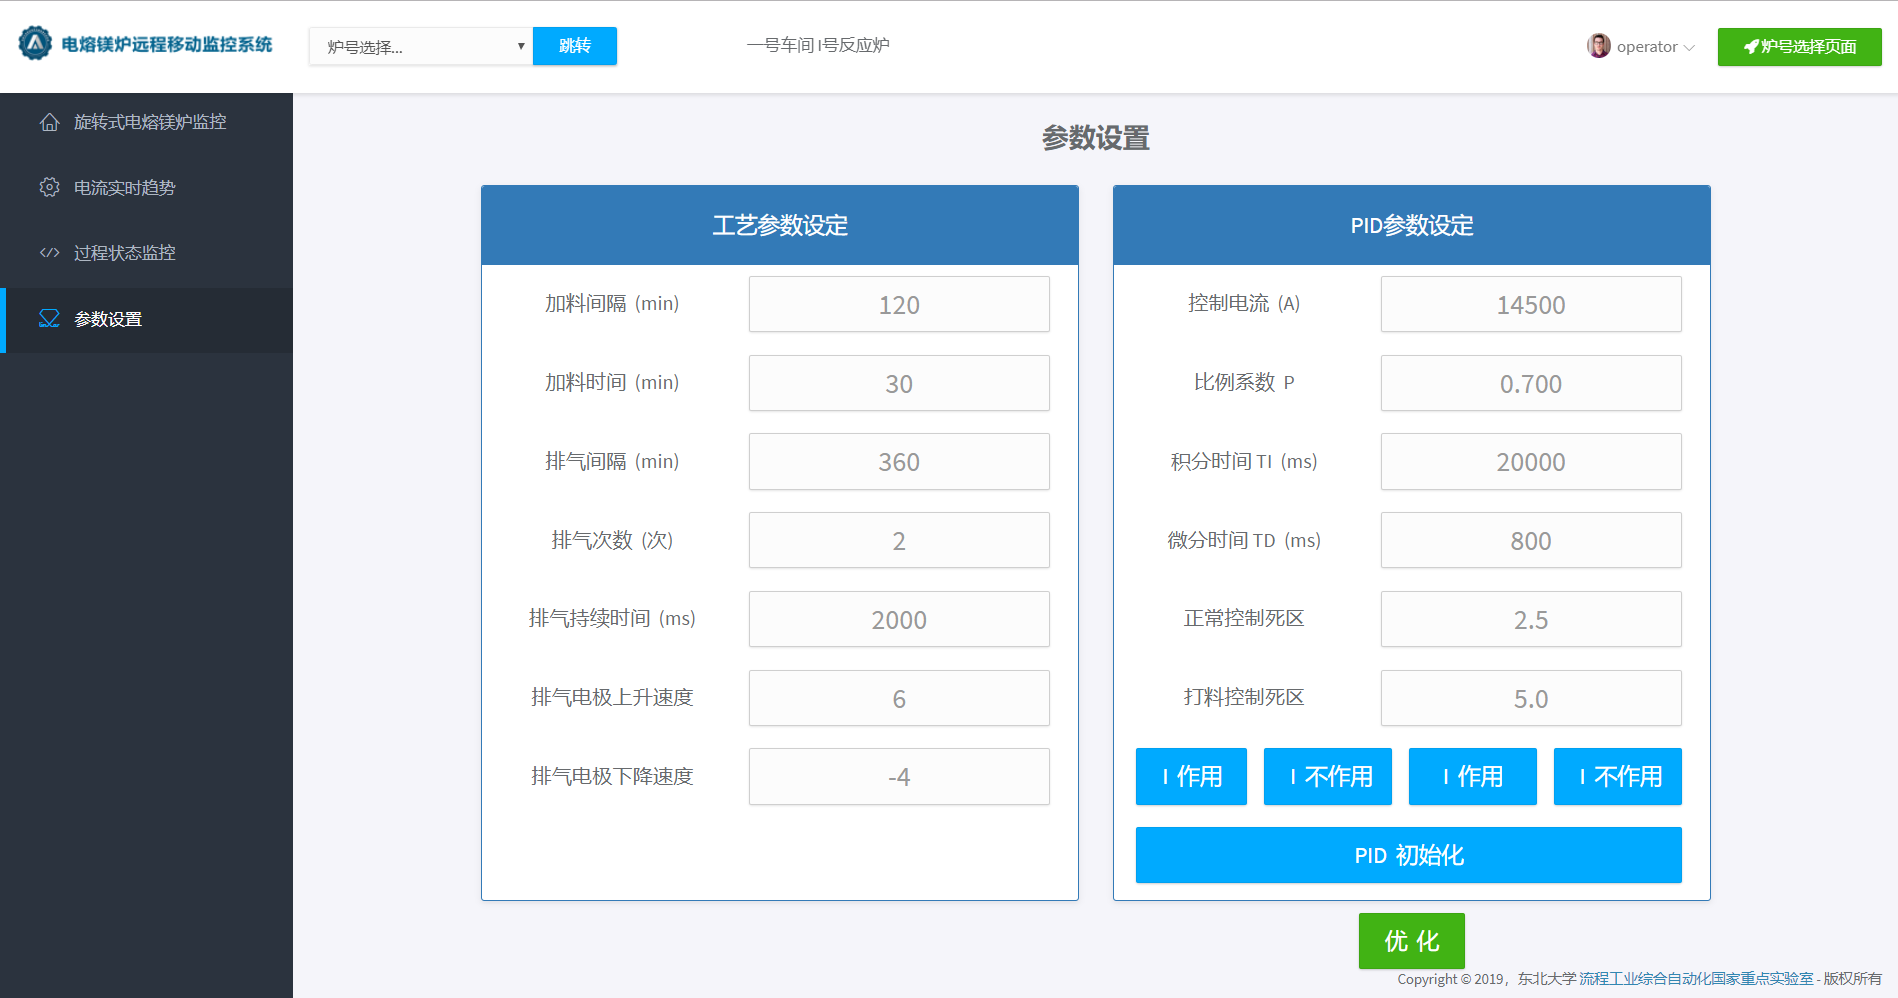 电熔镁炉远程移动监控系统
炉号选择...
跳转
一号车间 I号反应炉
operator
炉号选择页面
旋转式电熔镁炉监控
电流实时趋势
过程状态监控
参数设置
参数设置
工艺参数设定
加料间隔 (min) 120
加料时间 (min) 30
排气间隔 (min) 360
排气次数 (次) 2
排气持续时间 (ms) 2000
排气电极上升速度 6
排气电极下降速度 -4
PID参数设定
控制电流 (A) 14500
比例系数 P 0.700
积分时间 TI (ms) 20000
微分时间 TD (ms) 800
正常控制死区 2.5
打料控制死区 5.0
I 作用 I 不作用 I 作用 I 不作用
PID 初始化
优 化
Copyright © 2019，东北大学 流程工业综合自动化国家重点实验室 - 版权所有